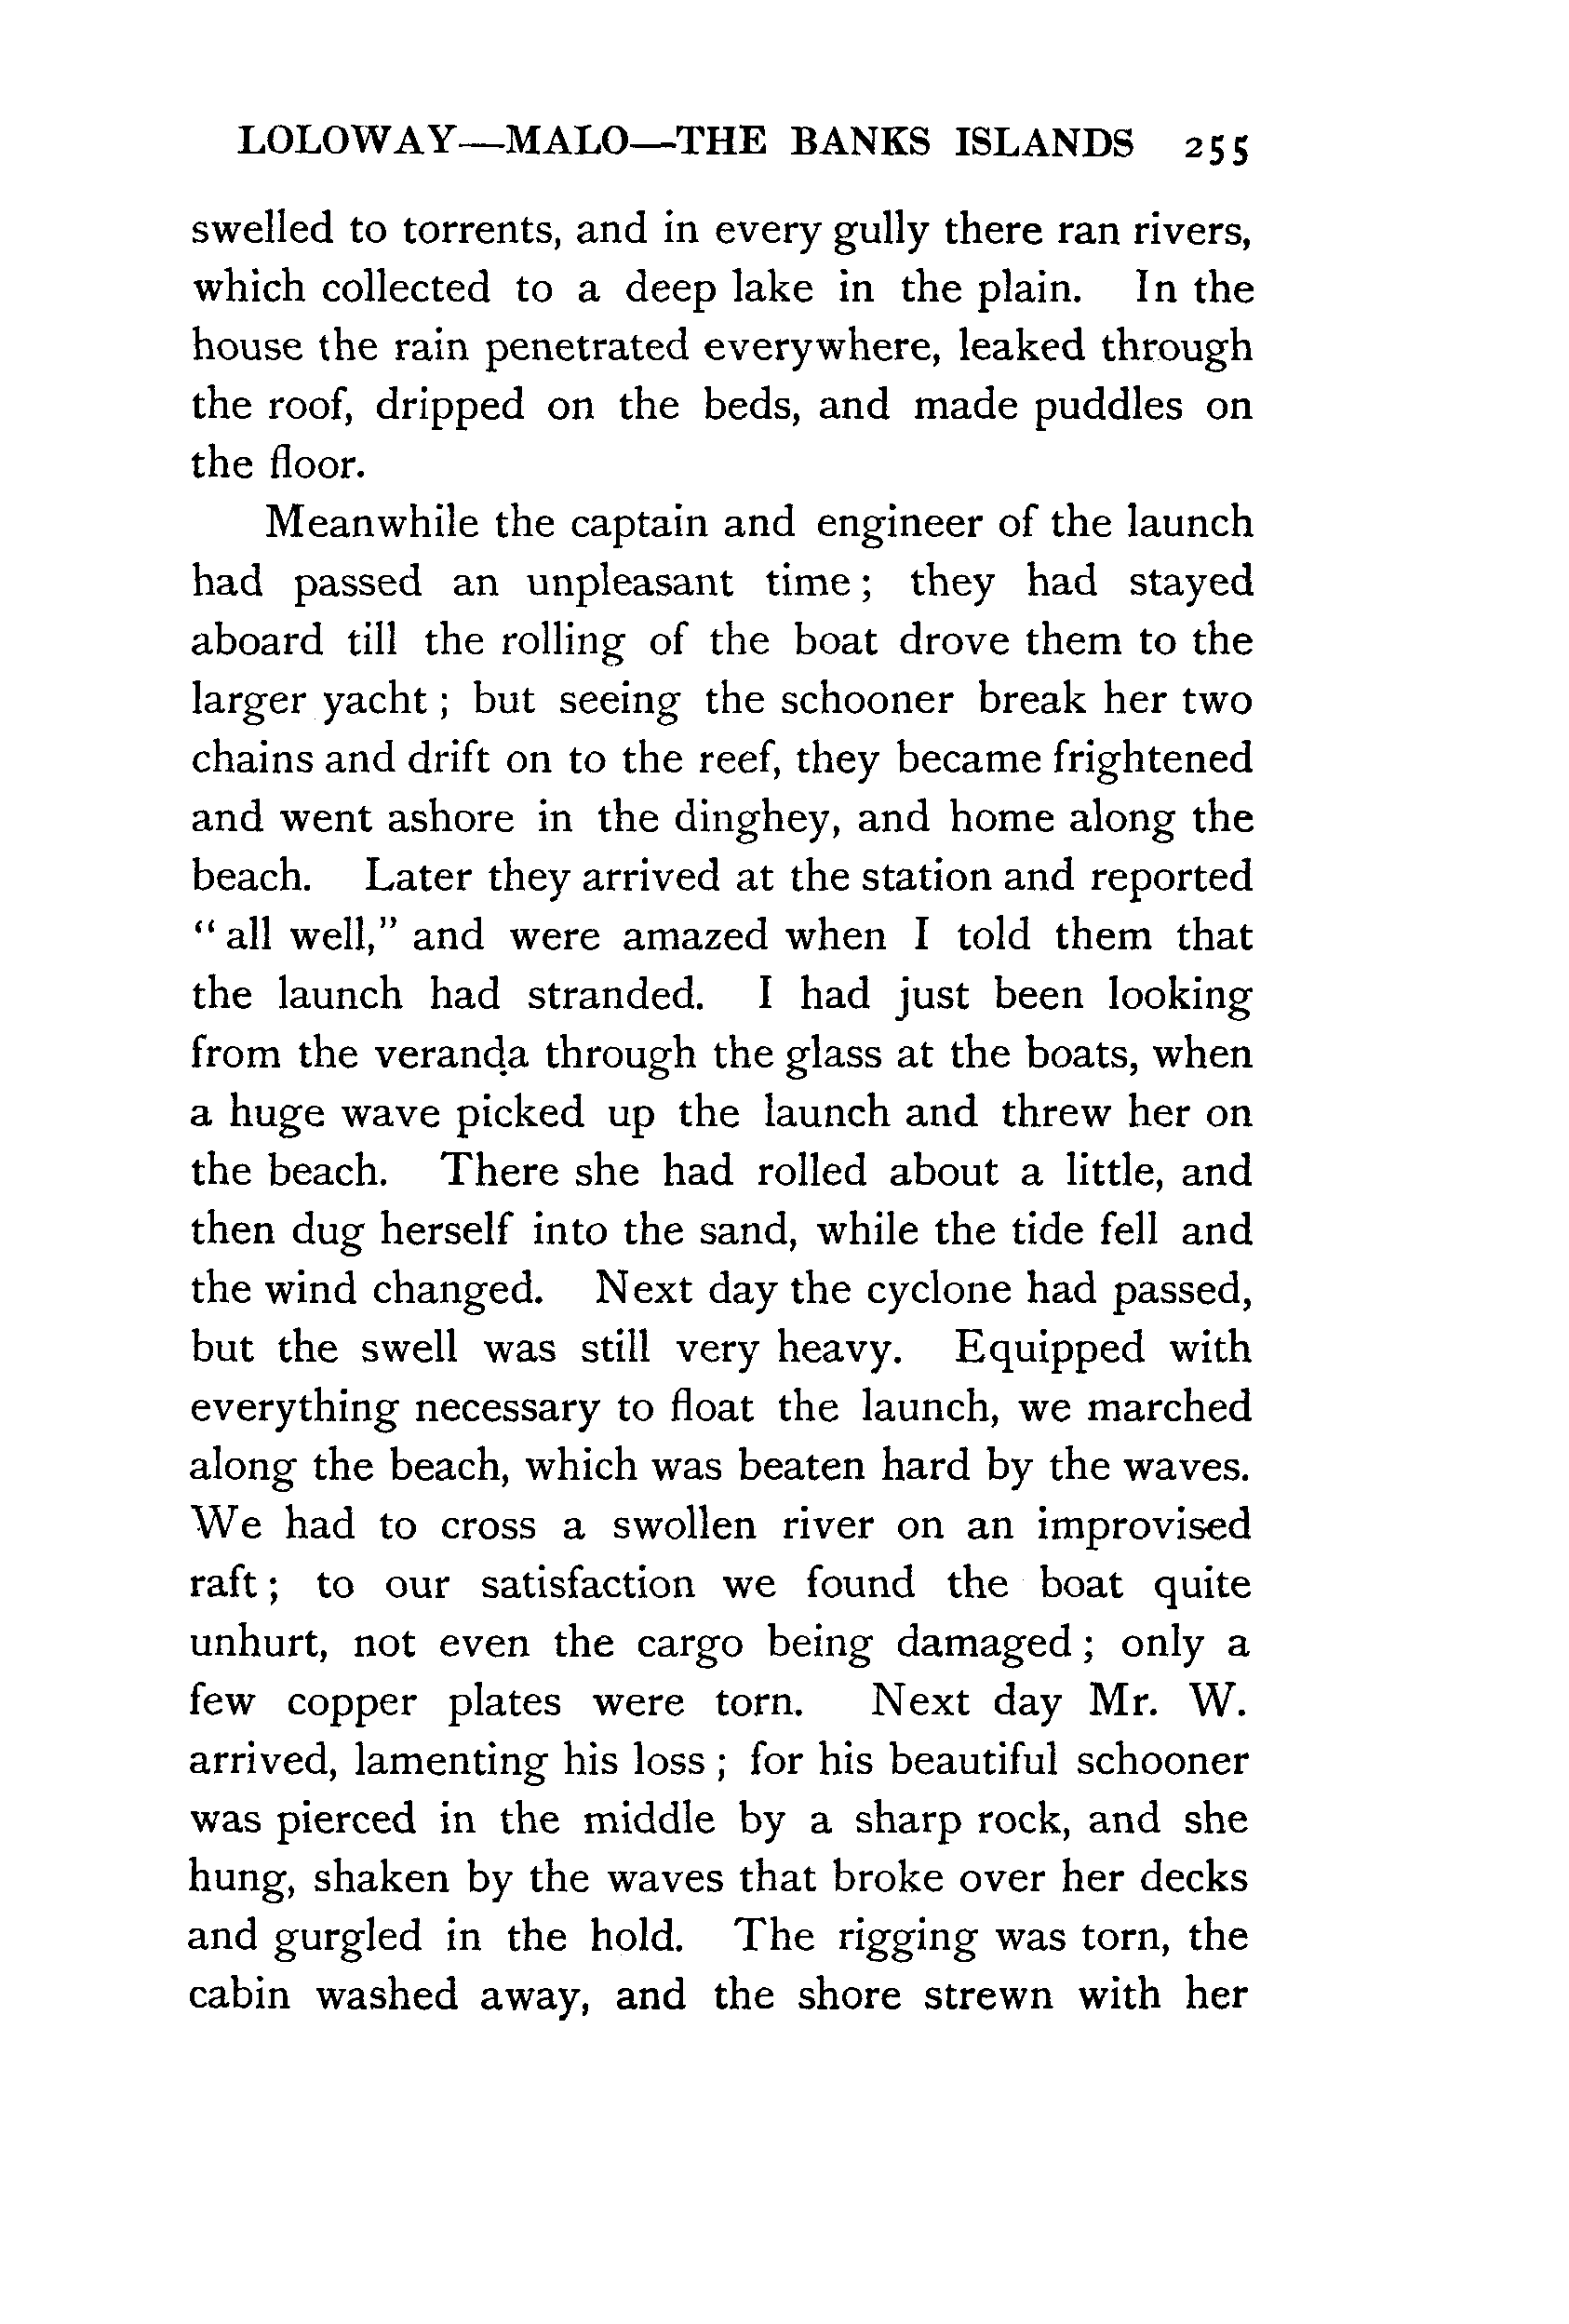 LOLOWAY—MALO—THE BANKS ISLANDS 255
swelled to torrents, and in every gully there ran rivers,
which collected to a deep lake in the plain. In the
house the rain penetrated everywhere, leaked through
the roof, dripped on the beds, and made puddles on
the floor.
Meanwhile the captain and engineer of the launch
had passed an unpleasant time; they had stayed
aboard till the rolling of the boat drove them to the
larger yacht; but seeing the schooner break her two
chains and drift on to the reef, they became frightened
and went ashore in the dinghey, and home along the
beach. Later they arrived at the station and reported
“all well,” and were amazed when I told them that
the launch had stranded. I had just been looking
from the veranda through the glass at the boats, when
a huge wave picked up the launch and threw her on
the beach. There she had rolled about a little, and
then dug herself into the sand, while the tide fell and
the wind changed. Next day the cyclone had passed,
but the swell was still very heavy. Equipped with
everything necessary to float the launch, we marched
along the beach, which was beaten hard by the waves.
We had to cross a swollen river on an improvised
raft; to our satisfaction we found the boat quite
unhurt, not even the cargo being damaged; only a
few copper plates were torn. Next day Mr. W.
arrived, lamenting his loss; for his beautiful schooner
was pierced in the middle by a sharp rock, and she
hung, shaken by the waves that broke over her decks
and gurgled in the hold. The rigging was torn, the
cabin washed away, and the shore strewn with her